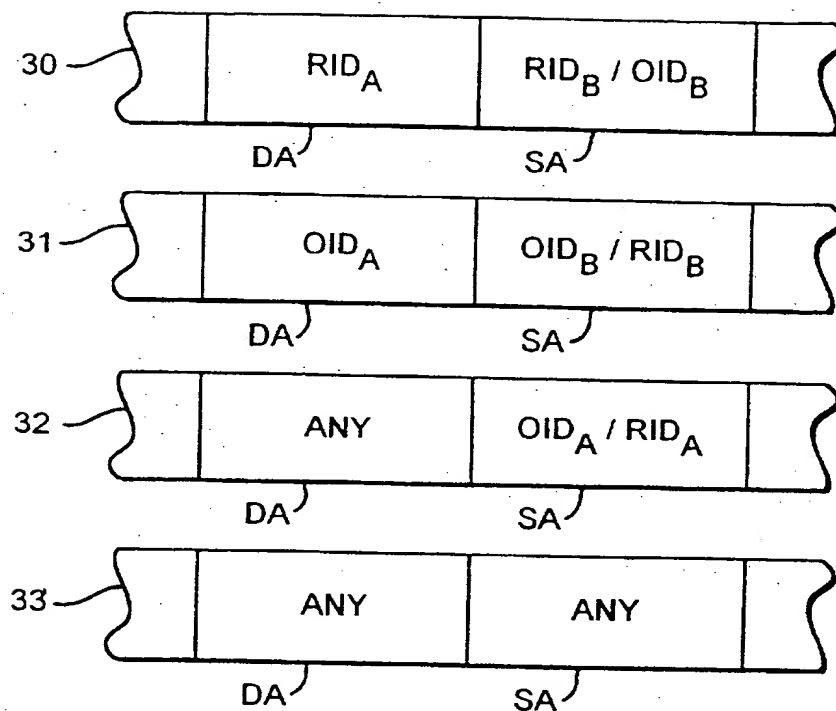 30 RID_A RID_B / OID_B
DA SA
31 OID_A OID_B / RID_B
DA SA
32 ANY OID_A / RID_A
DA SA
33 ANY ANY
DA SA